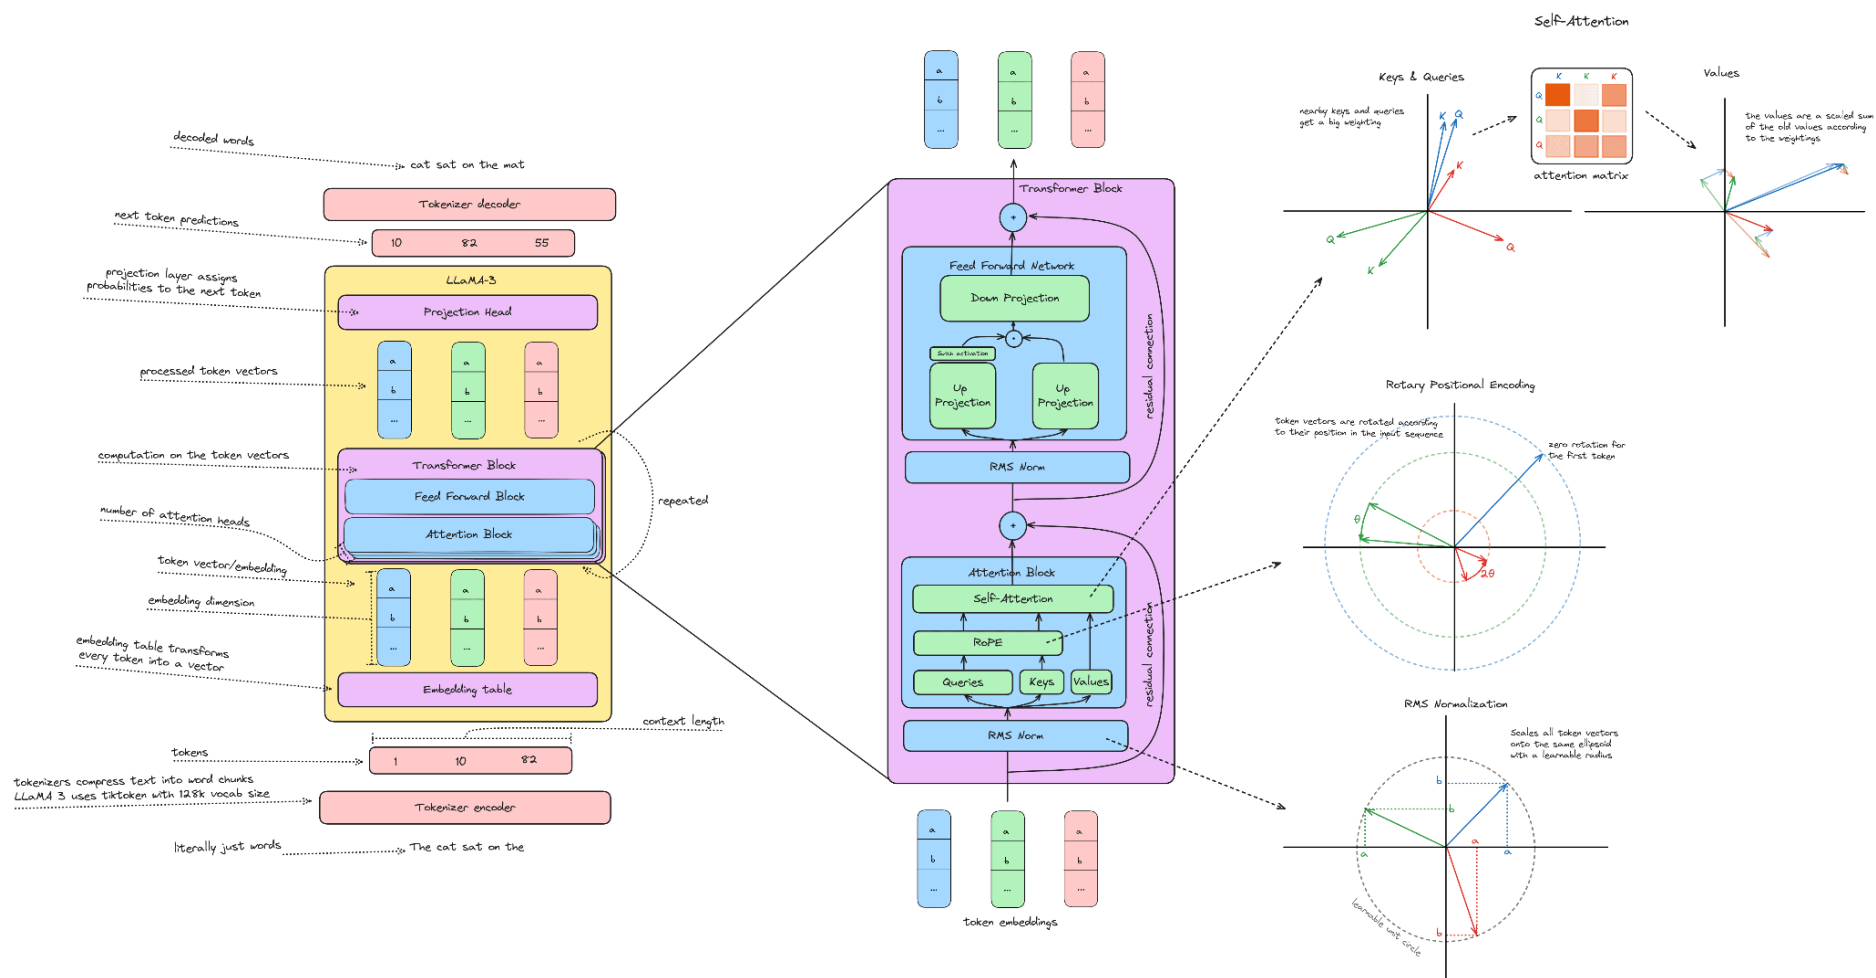 decoded words
cat sat on the mat
Tokenizer decoder
next token predictions
10 82 55
projection layer assigns
probabilities to the next token
LLaMA-3
Projection Head
processed token vectors
a a a
b b b
... ... ...
computation on the token vectors
Transformer Block
Feed Forward Block
Attention Block
repeated
number of attention heads
token vector/embedding
embedding dimension
a a a
b b b
... ... ...
embedding table transforms
every token into a vector
Embedding table
context length
tokens
1 10 82
tokenizers compress text into word chunks
LLaMA 3 uses tiktoken with 128k vocab size
Tokenizer encoder
literally just words
The cat sat on the
a a a
b b b
... ... ...
Transformer Block
+
Feed Forward Network
Down Projection
Swish activation
Up
Projection
Up
Projection
residual connection
RMS Norm
+
Attention Block
Self-Attention
RoPE
Queries
Keys
Values
residual connection
RMS Norm
a a a
b b b
... ... ...
token embeddings
Self-Attention
Keys & Queries
nearby keys and queries
get a big weighting
K Q
K
Q
Q
K
K K K
Q
Q
Q
attention matrix
Values
the values are a scaled sum
of the old values according
to the weightings
Rotary Positional Encoding
token vectors are rotated according
to their position in the input sequence
zero rotation for
the first token
θ
2θ
RMS Normalization
Scales all token vectors
onto the same ellipsoid
with a learnable radius
b
b
a
a
a
b
learnable unit circle